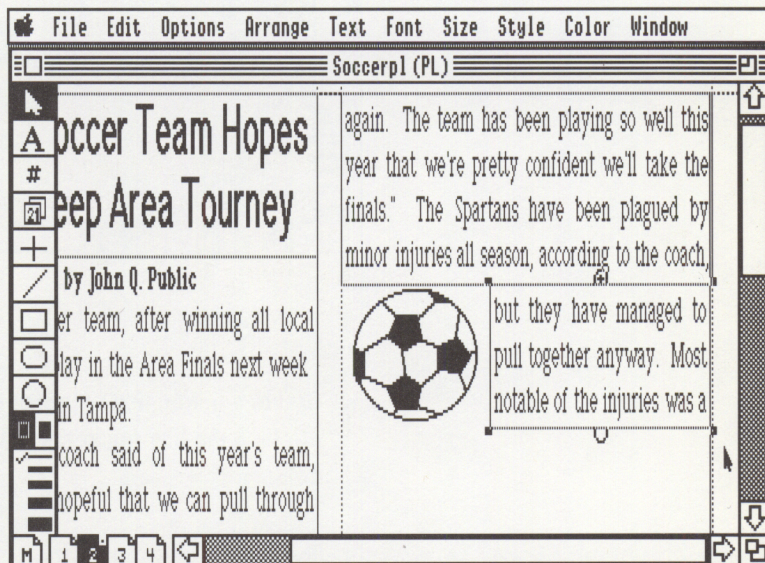 File Edit Options Arrange Text Font Size Style Color Window
Soccerpl (PL)
A
#
21
occer Team Hopes
eep Area Tourney
by John Q. Public
er team, after winning all local
lay in the Area Finals next week
in Tampa.
coach said of this year's team,
hopeful that we can pull through
again. The team has been playing so well this
year that we're pretty confident we'll take the
finals." The Spartans have been plagued by
minor injuries all season, according to the coach,
but they have managed to
pull together anyway. Most
notable of the injuries was a
M 1 2 3 4